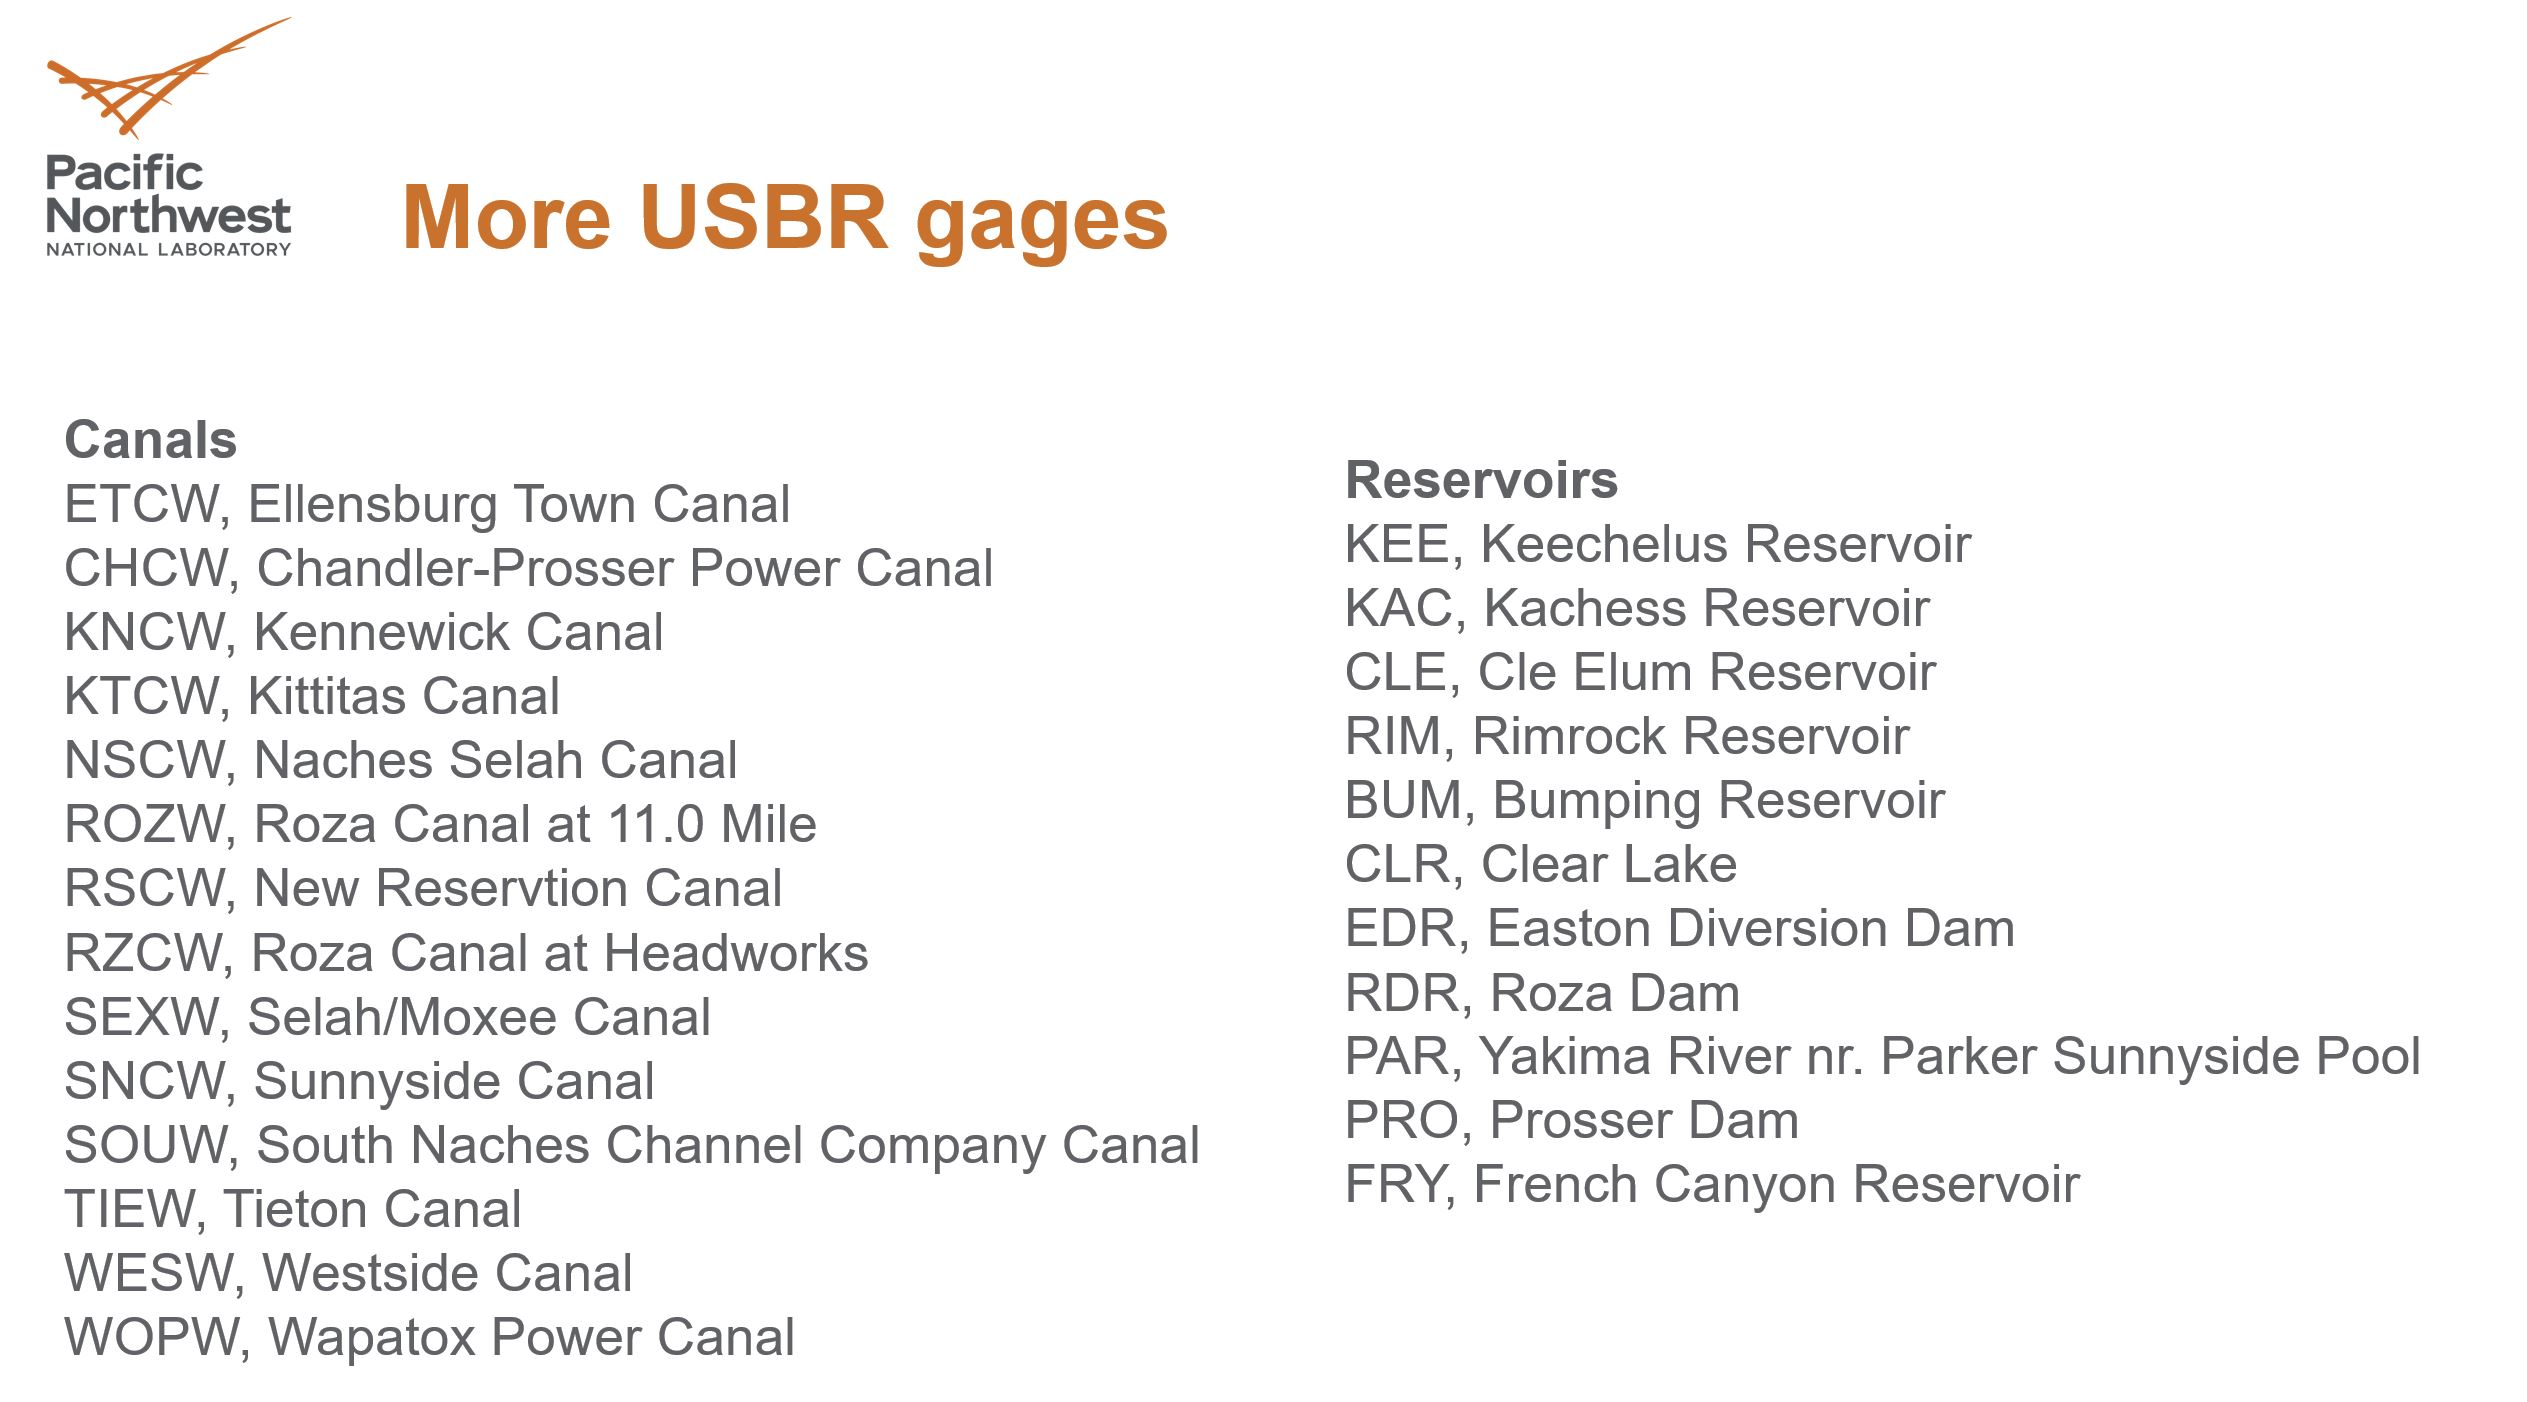 Pacific
Northwest
NATIONAL LABORATORY
More USBR gages
Canals
ETCW, Ellensburg Town Canal
CHCW, Chandler-Prosser Power Canal
KNCW, Kennewick Canal
KTCW, Kittitas Canal
NSCW, Naches Selah Canal
ROZW, Roza Canal at 11.0 Mile
RSCW, New Reservtion Canal
RZCW, Roza Canal at Headworks
SEXW, Selah/Moxee Canal
SNCW, Sunnyside Canal
SOUW, South Naches Channel Company Canal
TIEW, Tieton Canal
WESW, Westside Canal
WOPW, Wapatox Power Canal
Reservoirs
KEE, Keechelus Reservoir
KAC, Kachess Reservoir
CLE, Cle Elum Reservoir
RIM, Rimrock Reservoir
BUM, Bumping Reservoir
CLR, Clear Lake
EDR, Easton Diversion Dam
RDR, Roza Dam
PAR, Yakima River nr. Parker Sunnyside Pool
PRO, Prosser Dam
FRY, French Canyon Reservoir